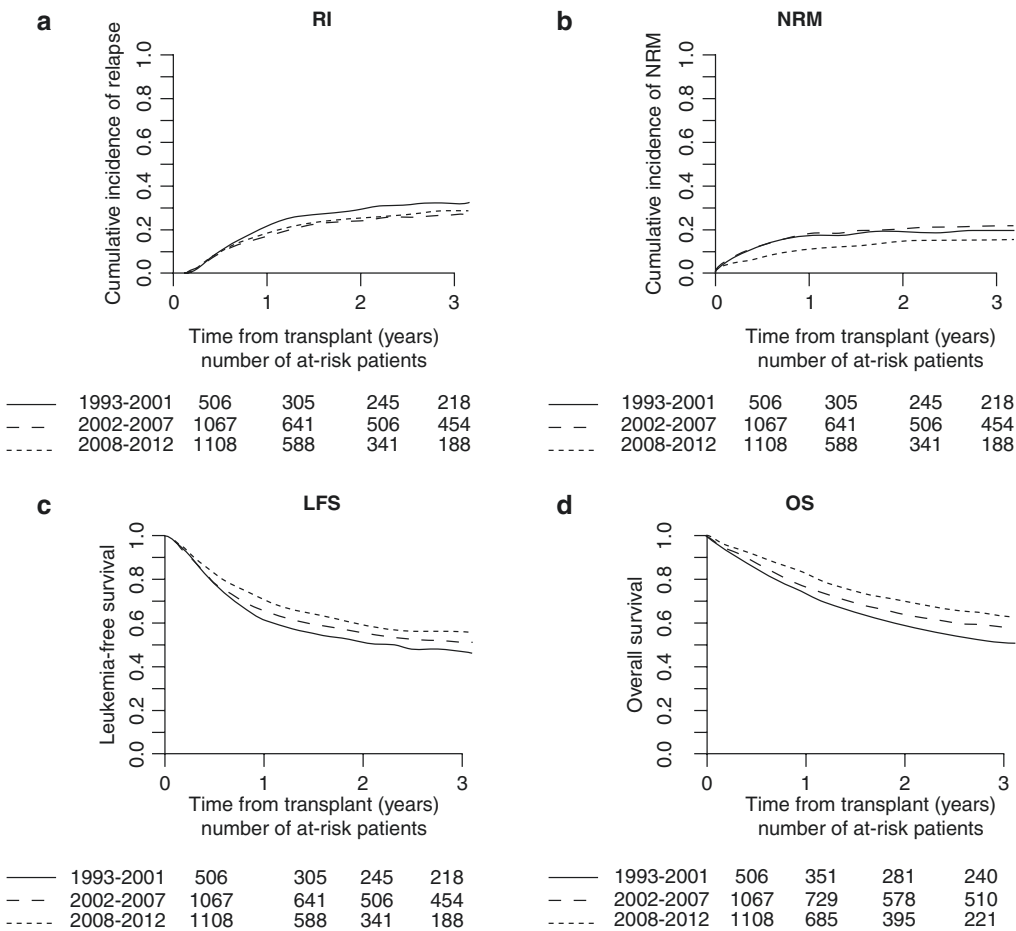 a
RI
Cumulative incidence of relapse
1.0
0.8
0.6
0.4
0.2
0.0
0 1 2 3
Time from transplant (years)
number of at-risk patients
1993-2001 506 305 245 218
2002-2007 1067 641 506 454
2008-2012 1108 588 341 188
b
NRM
Cumulative incidence of NRM
1.0
0.8
0.6
0.4
0.2
0.0
0 1 2 3
Time from transplant (years)
number of at-risk patients
1993-2001 506 305 245 218
2002-2007 1067 641 506 454
2008-2012 1108 588 341 188
c
LFS
Leukemia-free survival
1.0
0.8
0.6
0.4
0.2
0.0
0 1 2 3
Time from transplant (years)
number of at-risk patients
1993-2001 506 305 245 218
2002-2007 1067 641 506 454
2008-2012 1108 588 341 188
d
OS
Overall survival
1.0
0.8
0.6
0.4
0.2
0.0
0 1 2 3
Time from transplant (years)
number of at-risk patients
1993-2001 506 351 281 240
2002-2007 1067 729 578 510
2008-2012 1108 685 395 221